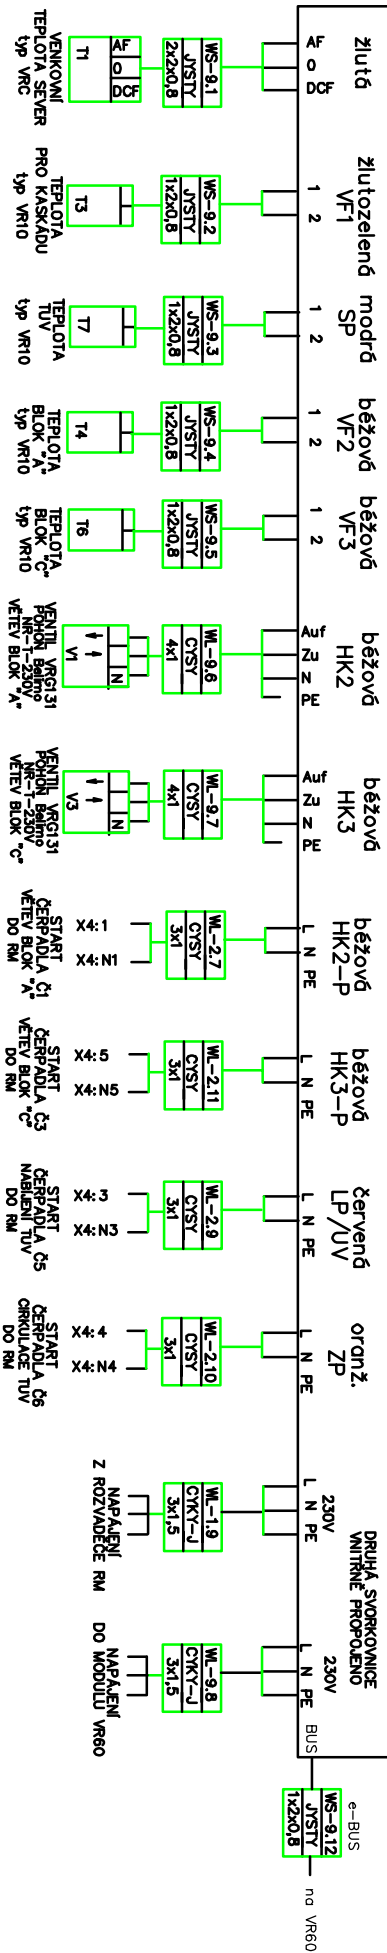 žlutá
AF
0
DCF
WS-9.1
JYSTY
2x2x0,8
AF
0
DCF
T1
VENKOVNÍ
TEPLOTA SEVER
typ VRC
žlutozelená
VF1
1
2
WS-9.2
JYSTY
1x2x0,8
T3
TEPLOTA
PRO KASKÁDU
typ VR10
modrá
SP
1
2
WS-9.3
JYSTY
1x2x0,8
T7
TEPLOTA
TUV
typ VR10
béžová
VF2
1
2
WS-9.4
JYSTY
1x2x0,8
T4
TEPLOTA
BLOK "A"
typ VR10
béžová
VF3
1
2
WS-9.5
JYSTY
1x2x0,8
T6
TEPLOTA
BLOK "C"
typ VR10
béžová
HK2
Auf
Zu
N
PE
WL-9.6
CYSY
4x1
N
V1
VENTIL VRG131
POHON Belimo
NR-T-230V
VĚTEV BLOK "A"
béžová
HK3
Auf
Zu
N
PE
WL-9.7
CYSY
4x1
N
V3
VENTIL VRG131
POHON Belimo
NR-T-230V
VĚTEV BLOK "C"
béžová
HK2-P
L
N
PE
WL-2.7
CYSY
3x1
X4:1
X4:N1
START
ČERPADLA Č1
VĚTEV BLOK "A"
DO RM
béžová
HK3-P
L
N
PE
WL-2.11
CYSY
3x1
X4:5
X4:N5
START
ČERPADLA Č3
VĚTEV BLOK "C"
DO RM
červená
LP/UV
L
N
PE
WL-2.9
CYSY
3x1
X4:3
X4:N3
START
ČERPADLA Č5
NABÍJENÍ TUV
DO RM
oranž.
ZP
L
N
PE
WL-2.10
CYSY
3x1
X4:4
X4:N4
START
ČERPADLA Č6
CIRKULACE TUV
DO RM
230V
L
N
PE
WL-1.9
CYKY-J
3x1,5
NAPÁJENÍ
Z ROZVADĚČE RM
DRUHÁ SVORKOVNICE
VNITŘNĚ PROPOJENO
230V
L
N
PE
WL-9.8
CYKY-J
3x1,5
NAPÁJENÍ
DO MODULU VR60
BUS
e-BUS
WS-9.12
JYSTY
1x2x0,8
na VR60